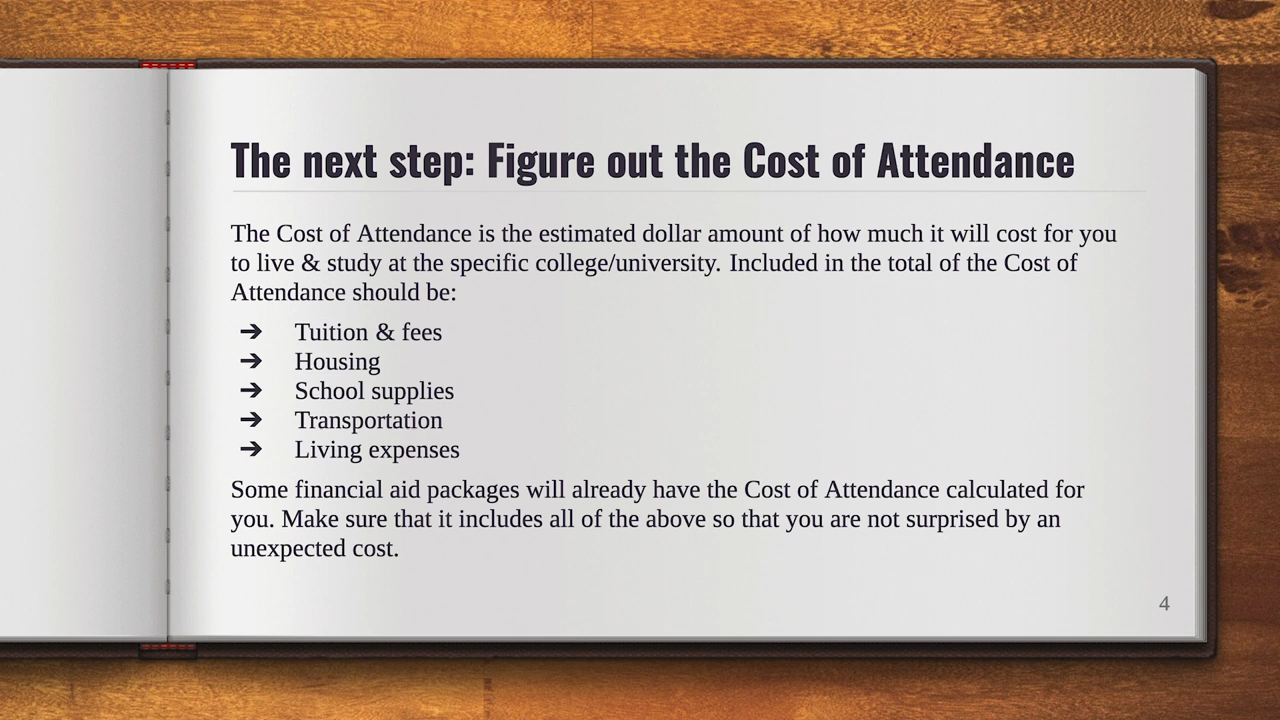 The next step: Figure out the Cost of Attendance
The Cost of Attendance is the estimated dollar amount of how much it will cost for you
to live & study at the specific college/university. Included in the total of the Cost of
Attendance should be:
➔ Tuition & fees
➔ Housing
➔ School supplies
➔ Transportation
➔ Living expenses
Some financial aid packages will already have the Cost of Attendance calculated for
you. Make sure that it includes all of the above so that you are not surprised by an
unexpected cost.
4